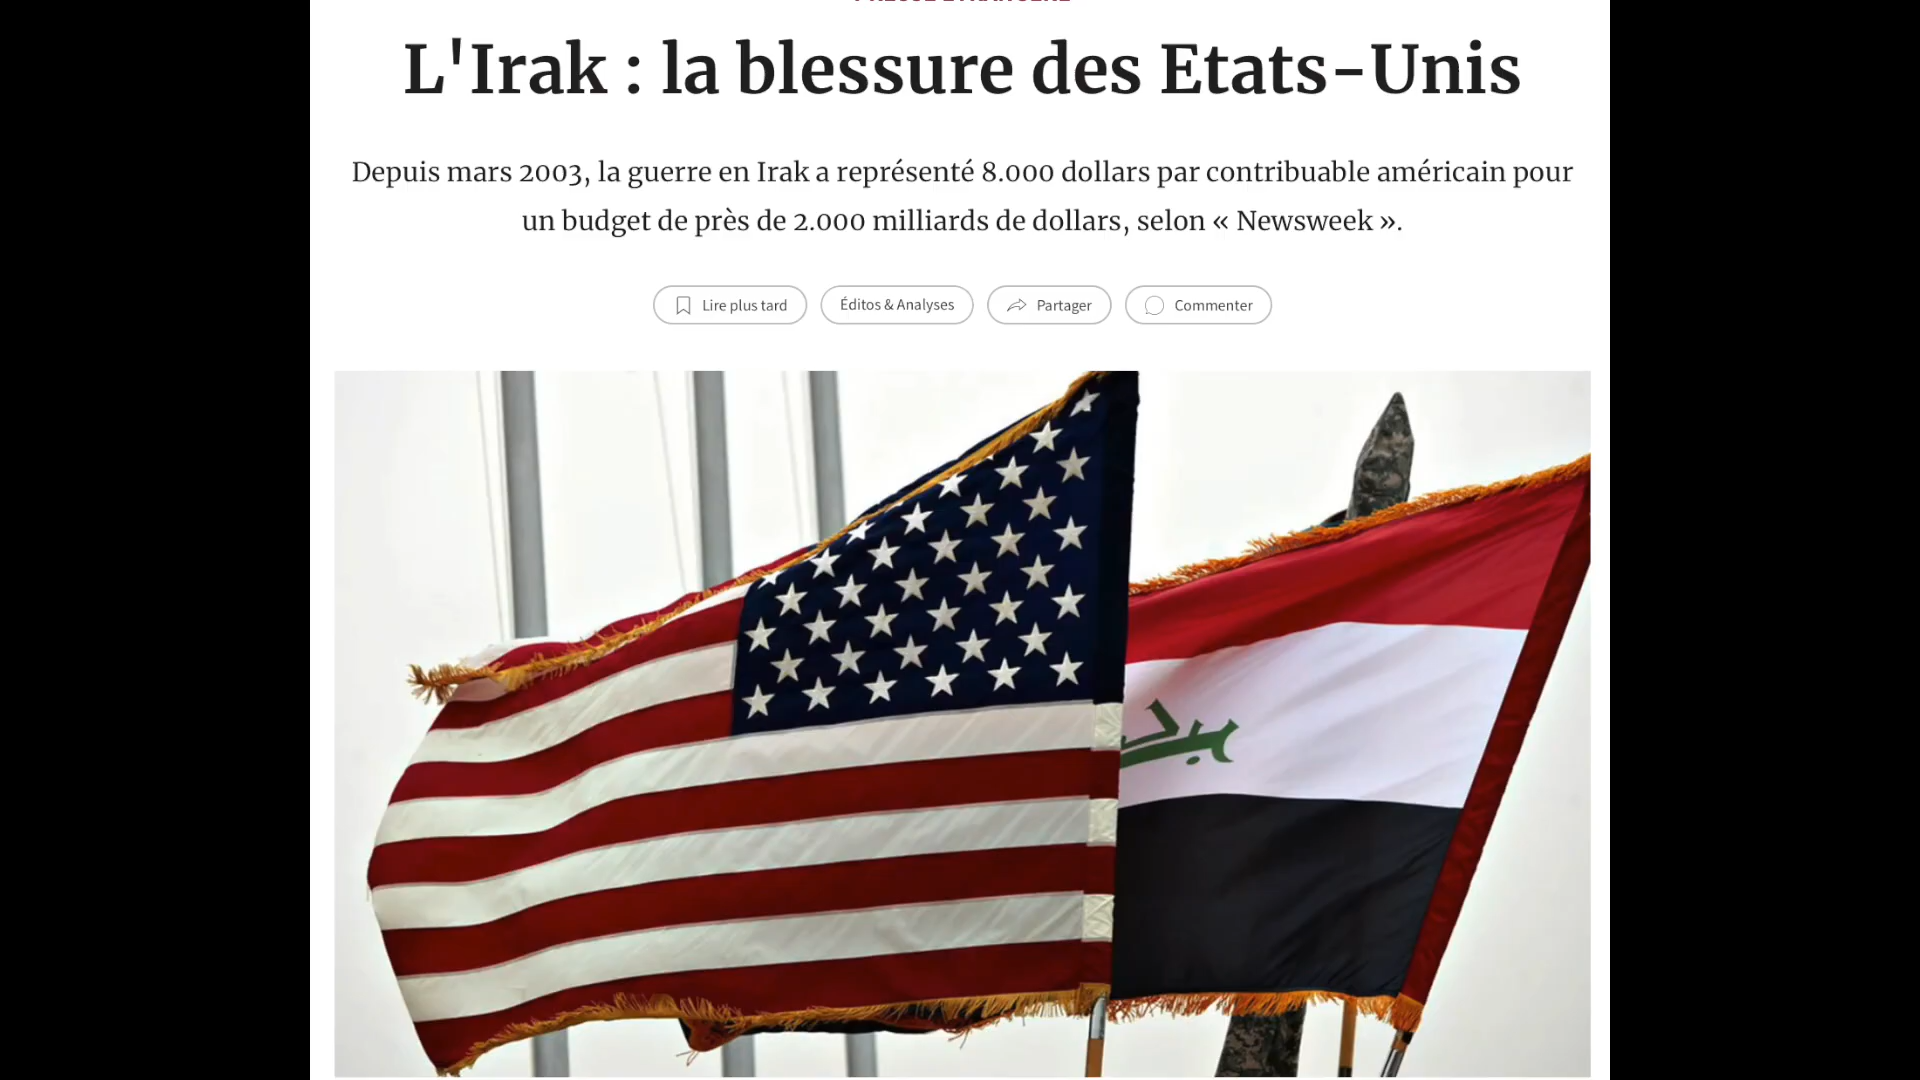 L'Irak : la blessure des Etats-Unis
Depuis mars 2003, la guerre en Irak a représenté 8.000 dollars par contribuable américain pour
un budget de près de 2.000 milliards de dollars, selon « Newsweek ».
Lire plus tard
Éditos & Analyses
Partager
Commenter